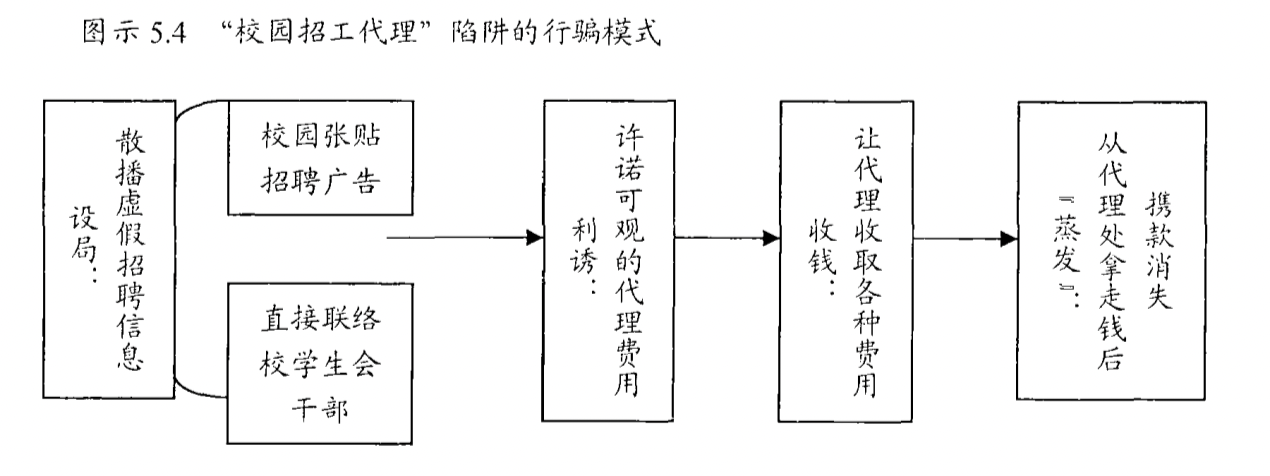 图示 5.4 “校园招工代理”陷阱的行骗模式
设局：
散播虚假招聘信息
校园张贴
招聘广告
直接联络
校学生会
干部
利诱：
许诺可观的代理费用
收钱：
让代理收取各种费用
『蒸发』：
从代理处拿走钱后
携款消失